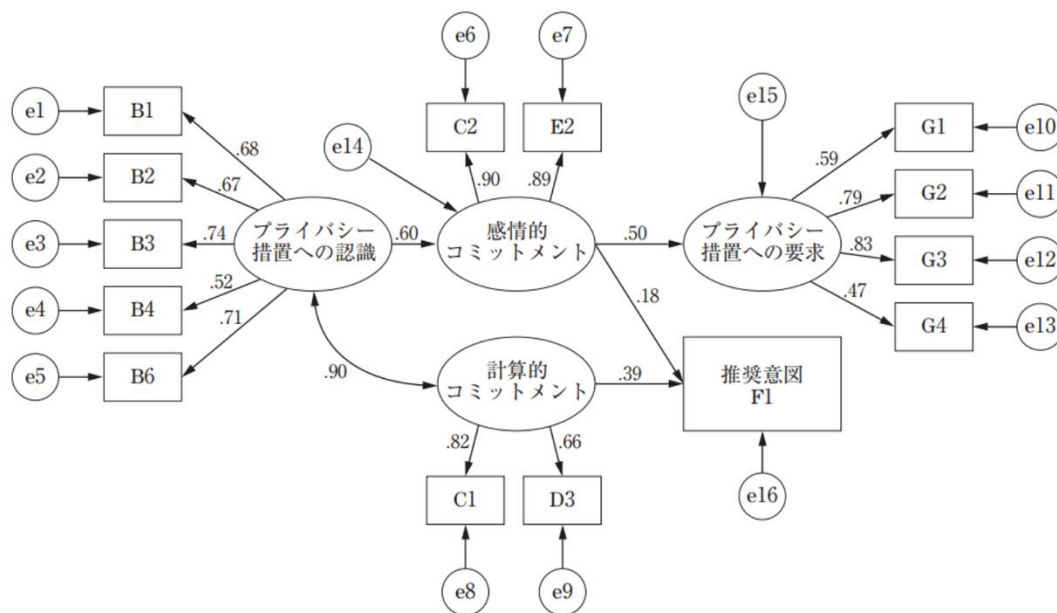 e6
e7
e1
B1
C2
E2
e15
G1
e10
.68
e14
.59
e2
B2
.67
.90
.89
G2
e11
.79
e3
B3
.74
プライバシー
措置への認識
.60
感情的
コミットメント
.50
プライバシー
措置への要求
.83
G3
e12
e4
B4
.52
.18
.47
G4
e13
.71
e5
B6
.90
計算的
コミットメント
.39
推奨意図
F1
.82
.66
C1
D3
e16
e8
e9